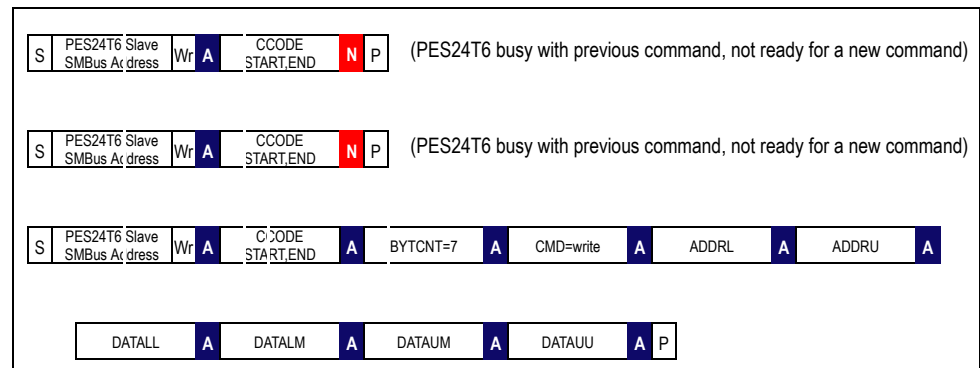 S PES24T6 Slave SMBus Address Wr A CCODE START,END N P (PES24T6 busy with previous command, not ready for a new command)
S PES24T6 Slave SMBus Address Wr A CCODE START,END N P (PES24T6 busy with previous command, not ready for a new command)
S PES24T6 Slave SMBus Address Wr A CCODE START,END A BYTCNT=7 A CMD=write A ADDRL A ADDRU A
DATALL A DATALM A DATAUM A DATAUU A P